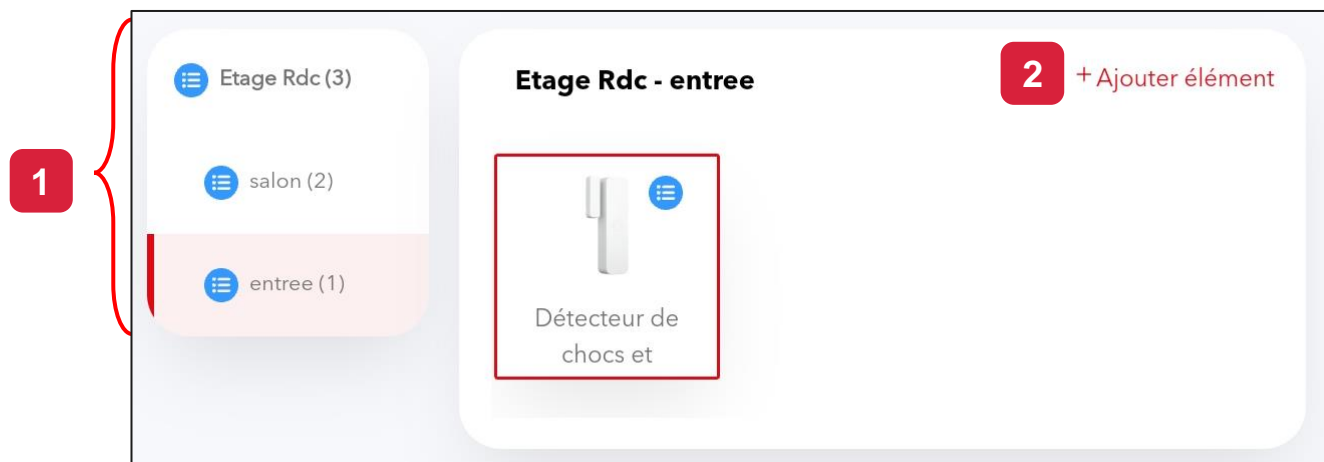 1
Etage Rdc (3)
salon (2)
entree (1)
Etage Rdc - entree
2
+ Ajouter élément
Détecteur de
chocs et